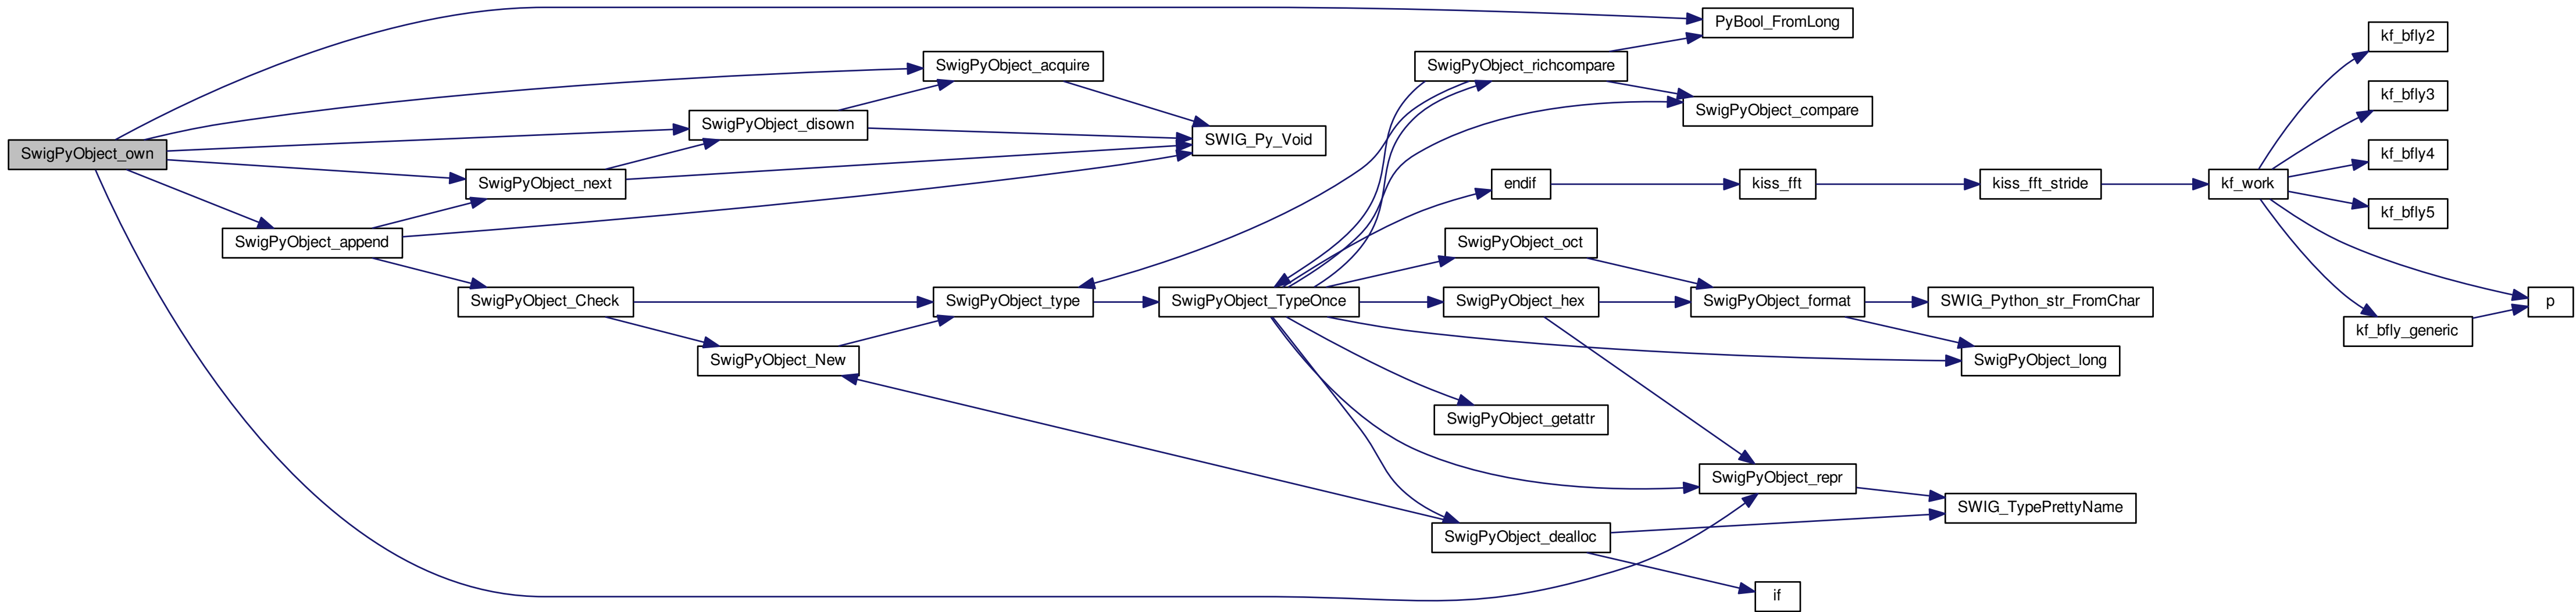 SwigPyObject_own
SwigPyObject_append
SwigPyObject_next
SwigPyObject_Check
SwigPyObject_disown
SwigPyObject_New
SwigPyObject_acquire
SwigPyObject_type
SWIG_Py_Void
SwigPyObject_TypeOnce
PyBool_FromLong
SwigPyObject_richcompare
SwigPyObject_compare
endif
SwigPyObject_oct
SwigPyObject_hex
SwigPyObject_getattr
SwigPyObject_repr
SwigPyObject_dealloc
if
kiss_fft
SwigPyObject_format
SWIG_Python_str_FromChar
SwigPyObject_long
SWIG_TypePrettyName
kiss_fft_stride
kf_work
kf_bfly2
kf_bfly3
kf_bfly4
kf_bfly5
kf_bfly_generic
p